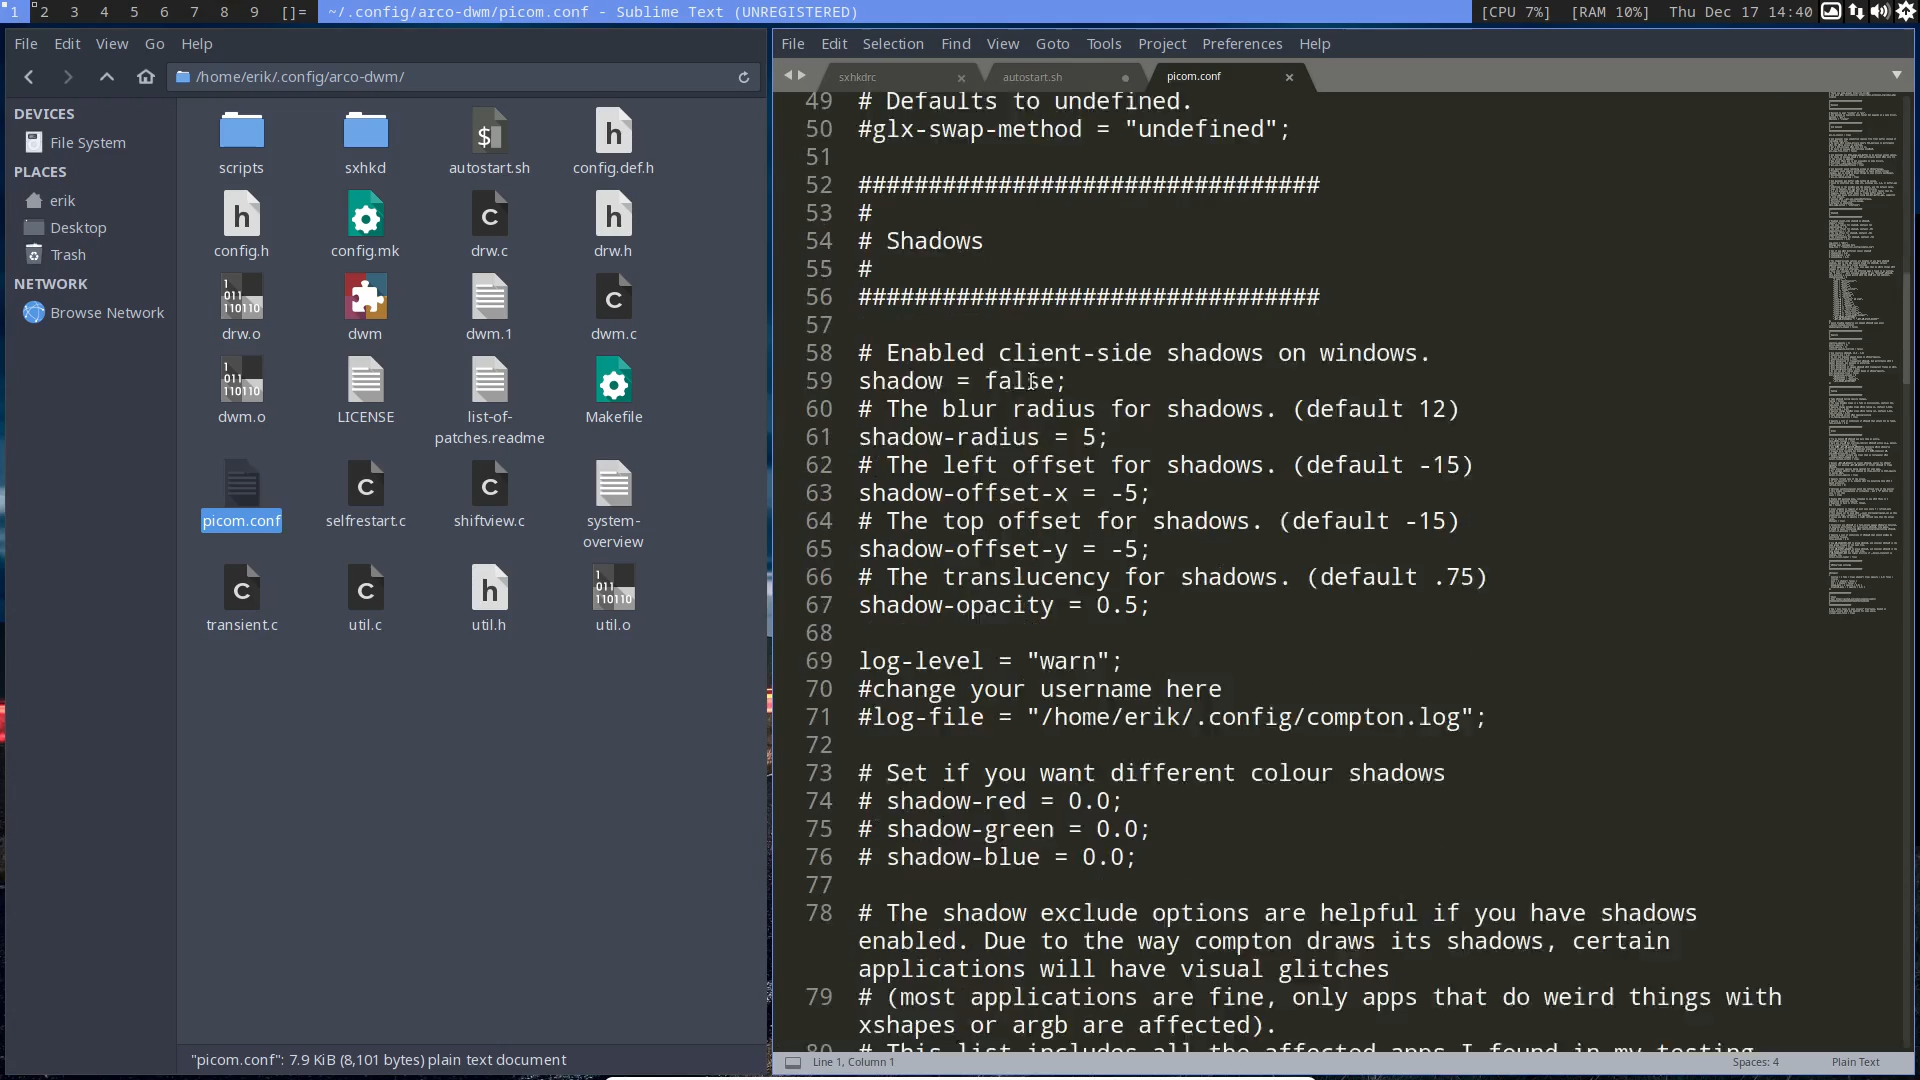 1 2 3 4 5 6 7 8 9 []= ~/.config/arco-dwm/picom.conf - Sublime Text (UNREGISTERED) [CPU 7%] [RAM 10%] Thu Dec 17 14:40
File Edit View Go Help
/home/erik/.config/arco-dwm/
DEVICES
File System
PLACES
erik
Desktop
Trash
NETWORK
Browse Network
scripts
sxhkd
autostart.sh
config.def.h
config.h
config.mk
drw.c
drw.h
drw.o
dwm
dwm.1
dwm.c
dwm.o
LICENSE
list-of-
patches.readme
Makefile
picom.conf
selfrestart.c
shiftview.c
system-
overview
transient.c
util.c
util.h
util.o
"picom.conf": 7.9 KiB (8,101 bytes) plain text document
File Edit Selection Find View Goto Tools Project Preferences Help
sxhkdrc autostart.sh picom.conf
49 # Defaults to undefined.
50 #glx-swap-method = "undefined";
51
52 #################################
53 #
54 # Shadows
55 #
56 #################################
57
58 # Enabled client-side shadows on windows.
59 shadow = false;
60 # The blur radius for shadows. (default 12)
61 shadow-radius = 5;
62 # The left offset for shadows. (default -15)
63 shadow-offset-x = -5;
64 # The top offset for shadows. (default -15)
65 shadow-offset-y = -5;
66 # The translucency for shadows. (default .75)
67 shadow-opacity = 0.5;
68
69 log-level = "warn";
70 #change your username here
71 #log-file = "/home/erik/.config/compton.log";
72
73 # Set if you want different colour shadows
74 # shadow-red = 0.0;
75 # shadow-green = 0.0;
76 # shadow-blue = 0.0;
77
78 # The shadow exclude options are helpful if you have shadows
enabled. Due to the way compton draws its shadows, certain
applications will have visual glitches
79 # (most applications are fine, only apps that do weird things with
xshapes or argb are affected).
80 # This list includes all the affected apps I found in my testing.
Line 1, Column 1
Spaces: 4
Plain Text